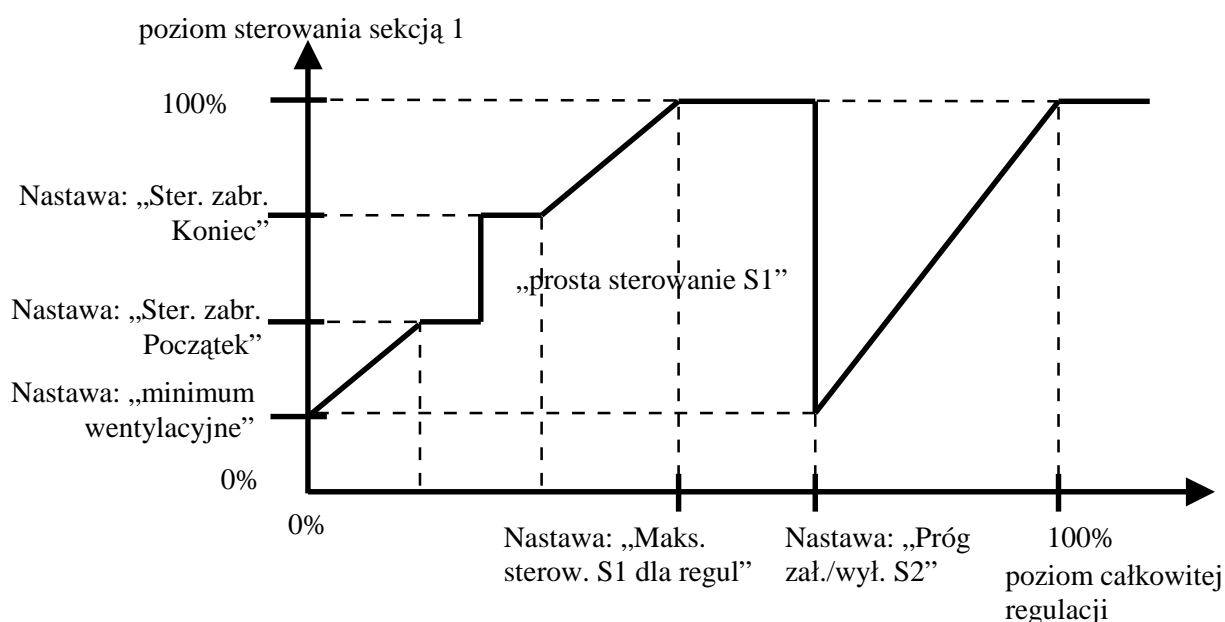 poziom sterowania sekcją 1
100%
Nastawa: „Ster. zabr.
Koniec”
„prosta sterowanie S1”
Nastawa: „Ster. zabr.
Początek”
Nastawa: „minimum
wentylacyjne”
0%
0%
Nastawa: „Maks.
sterow. S1 dla regul”
Nastawa: „Próg
zał./wył. S2”
100%
poziom całkowitej
regulacji